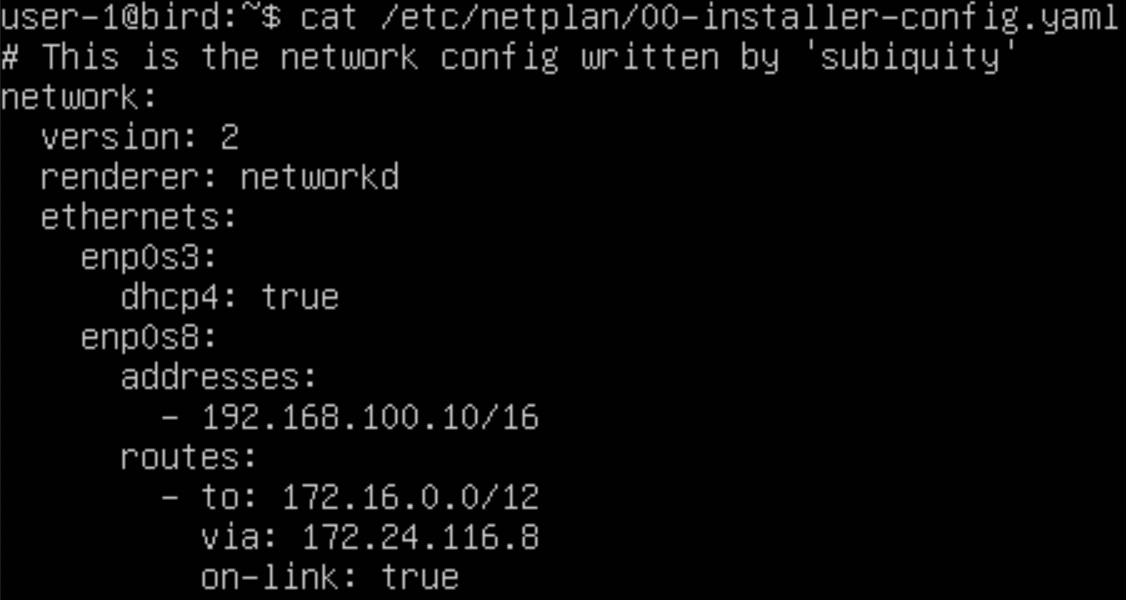 user-1@bird:~$ cat /etc/netplan/00-installer-config.yaml
# This is the network config written by 'subiquity'
network:
  version: 2
  renderer: networkd
  ethernets:
    enp0s3:
      dhcp4: true
    enp0s8:
      addresses:
        - 192.168.100.10/16
      routes:
        - to: 172.16.0.0/12
          via: 172.24.116.8
          on-link: true